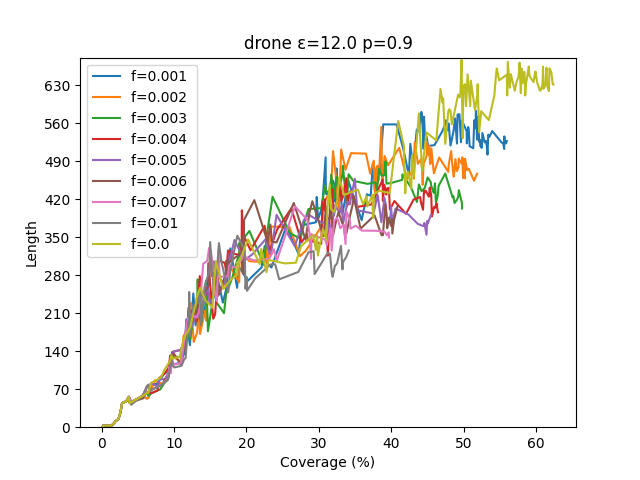 drone ε=12.0 p=0.9
f=0.001
f=0.002
f=0.003
f=0.004
f=0.005
f=0.006
f=0.007
f=0.01
f=0.0
Length
630
560
490
420
350
280
210
140
70
0
0 10 20 30 40 50 60
Coverage (%)